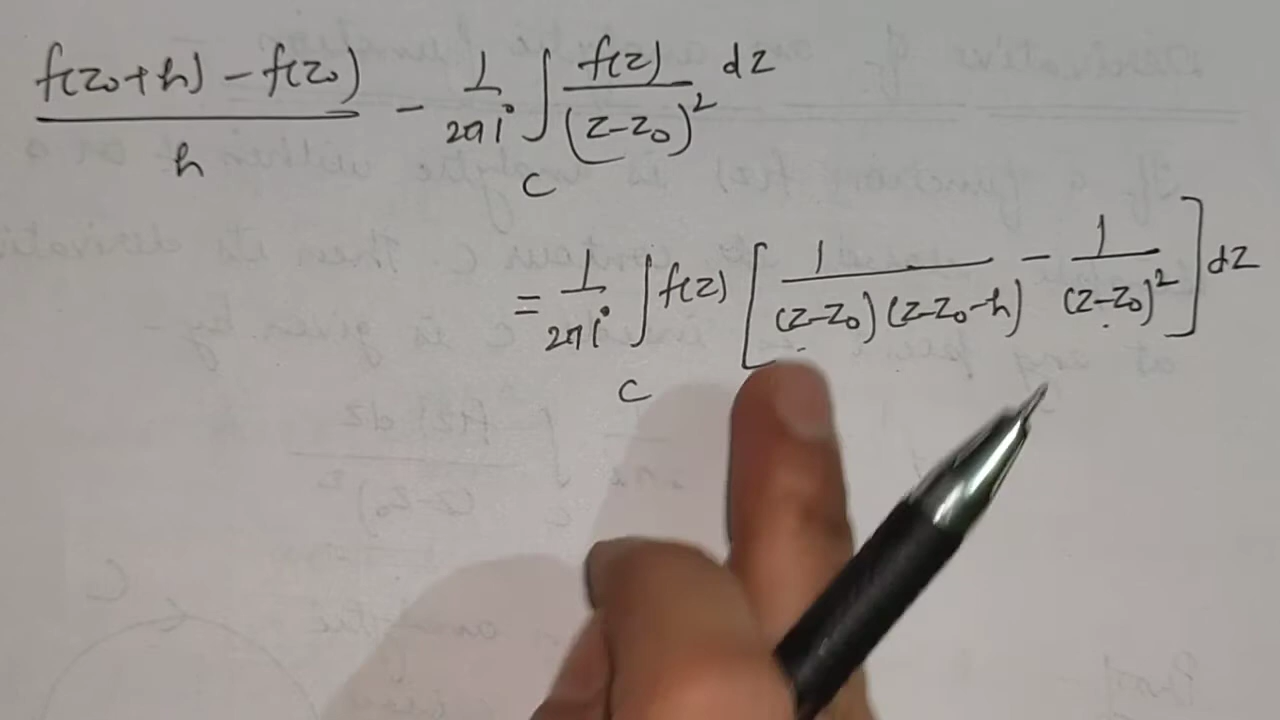 f(z₀+h) - f(z₀) / h - 1/2πi ∫_C f(z)/(z-z₀)² dz
= 1/2πi ∫_C f(z) [ 1/(z-z₀)(z-z₀-h) - 1/(z-z₀)² ] dz